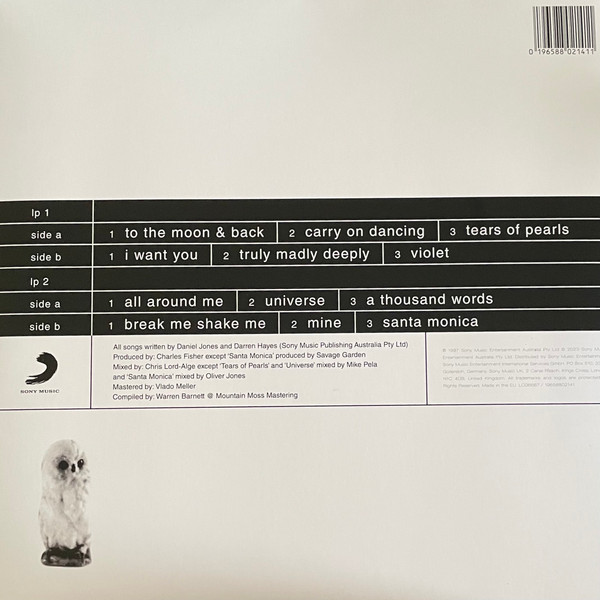 0 196588 021411
lp 1
side a 1 to the moon & back 2 carry on dancing 3 tears of pearls
side b 1 i want you 2 truly madly deeply 3 violet
lp 2
side a 1 all around me 2 universe 3 a thousand words
side b 1 break me shake me 2 mine 3 santa monica
All songs written by Daniel Jones and Darren Hayes (Sony Music Publishing Australia Pty Ltd)
Produced by: Charles Fisher except 'Santa Monica' produced by Savage Garden
Mixed by: Chris Lord-Alge except 'Tears of Pearls' and 'Universe' mixed by Mike Pela
and 'Santa Monica' mixed by Oliver Jones
Mastered by: Vlado Meller
Compiled by: Warren Barnett @ Mountain Moss Mastering
SONY MUSIC